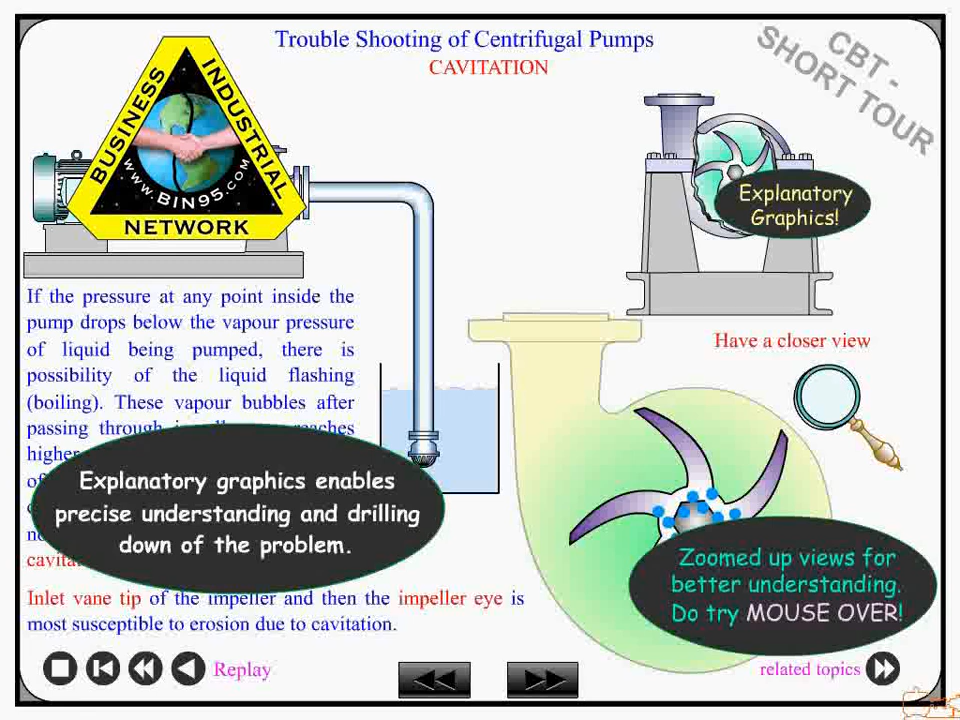 Trouble Shooting of Centrifugal Pumps
CAVITATION
CBT -
SHORT TOUR
BUSINESS
INDUSTRIAL
NETWORK
WWW.BIN95.COM
Explanatory
Graphics!
If the pressure at any point inside the
pump drops below the vapour pressure
of liquid being pumped, there is
possibility of the liquid flashing
(boiling). These vapour bubbles after
passing through
higher
Have a closer view
Explanatory graphics enables
precise understanding and drilling
down of the problem.
Zoomed up views for
better understanding.
Do try MOUSE OVER!
Inlet vane tip of the impeller and then the impeller eye is
most susceptible to erosion due to cavitation.
Replay
related topics